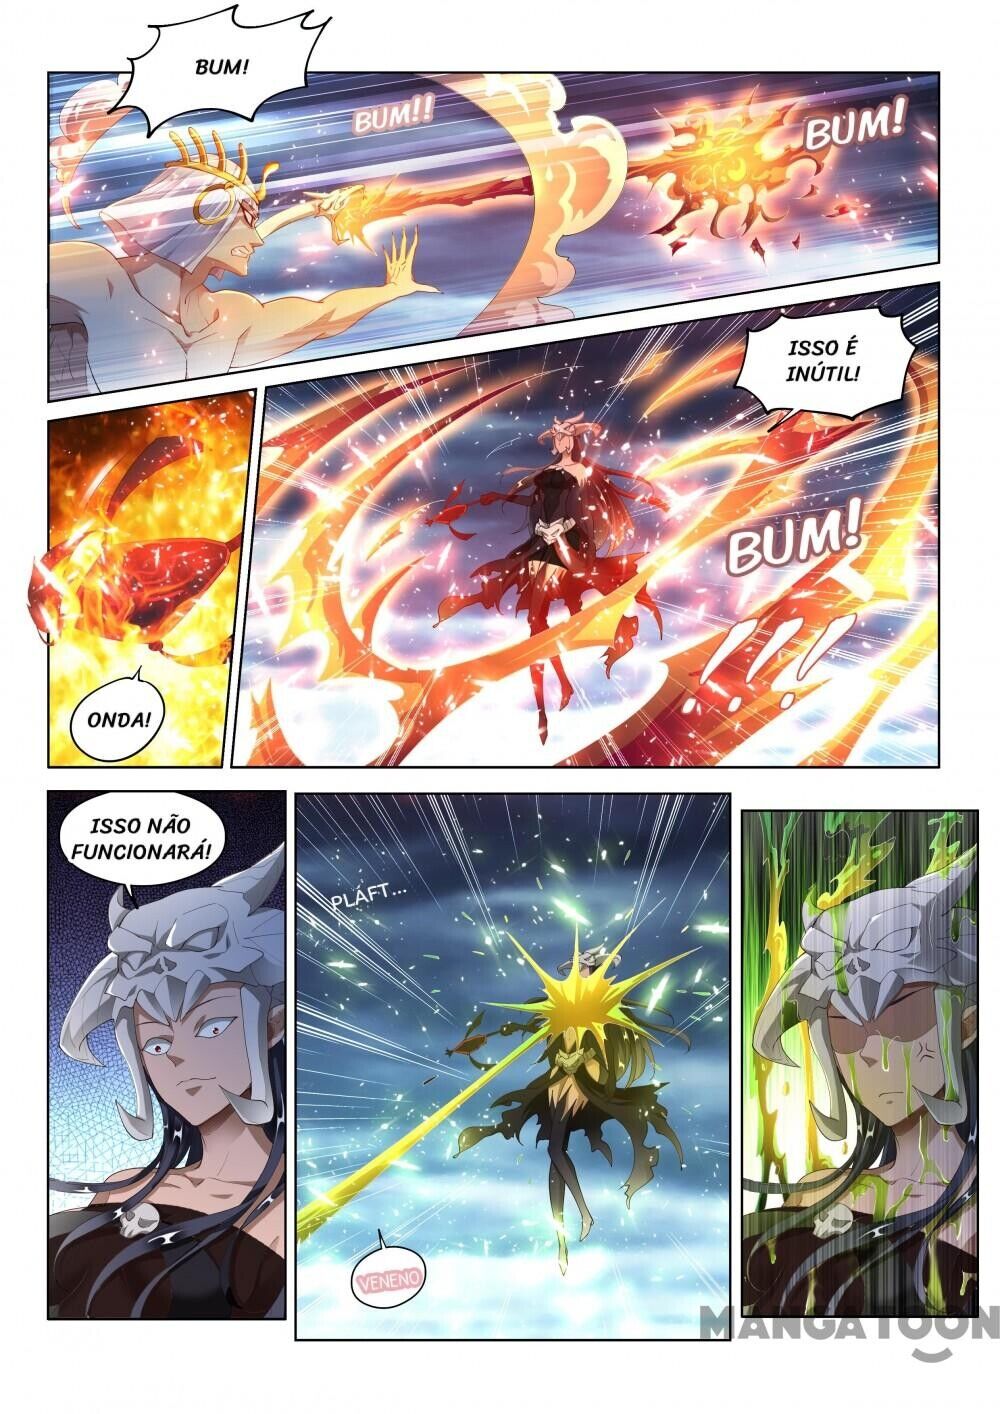 BUM!
BUM!!
BUM!
ISSO É
INÚTIL!
BUM!
!!!
ONDA!
ISSO NÃO
FUNCIONARÁ!
PLAFT...
VENENO
MANGATOON